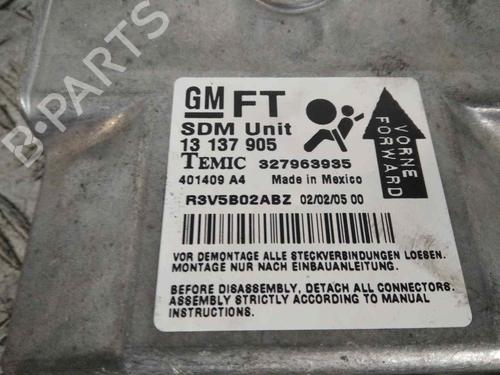 GM FT
SDM Unit
13 137 905
TEMIC 327963935
401409 A4 Made in Mexico
R3V5B02ABZ 02/02/05 00
VORNE
FORWARD
VOR DEMONTAGE ALLE STECKVERBINDUNGEN LOESEN.
MONTAGE NUR NACH EINBAUANLEITUNG.
BEFORE DISASSEMBLY, DETACH ALL CONNECTORS.
ASSEMBLY STRICTLY ACCORDING TO MANUAL
INSTRUCTIONS.
B-PARTS